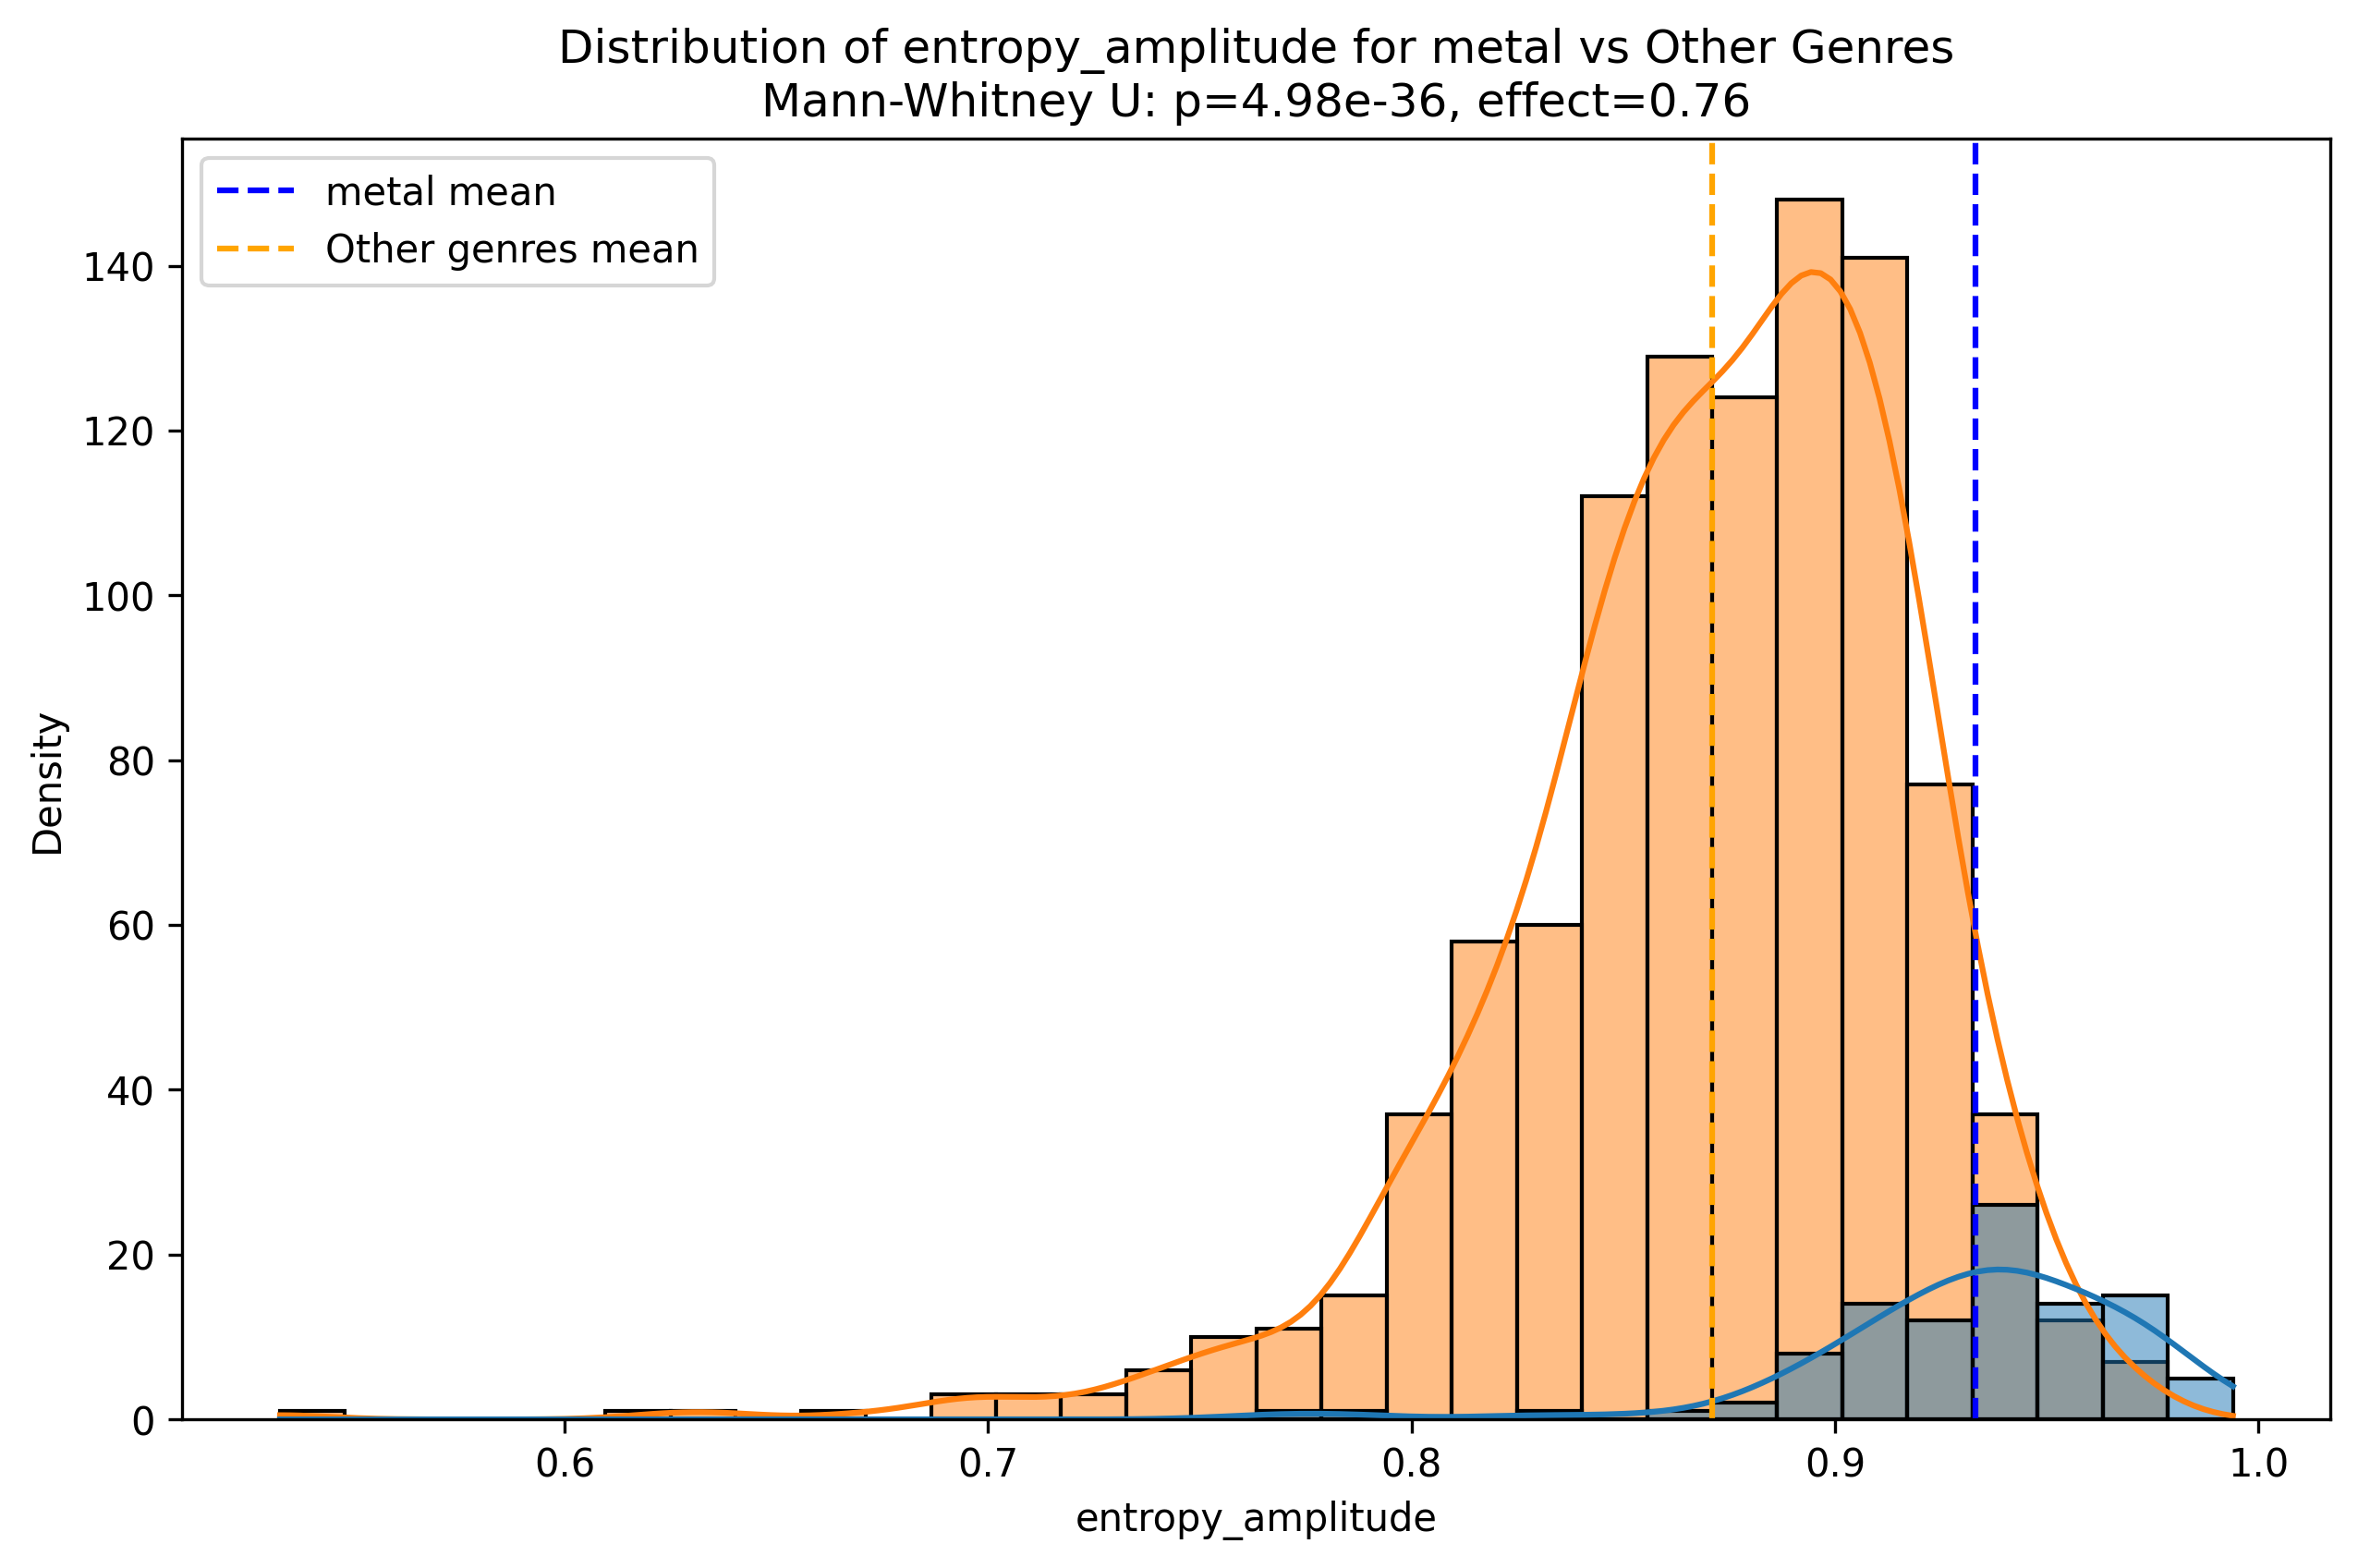 Distribution of entropy_amplitude for metal vs Other Genres
Mann-Whitney U: p=4.98e-36, effect=0.76
metal mean
Other genres mean
140
120
100
80
60
40
20
0
Density
0.6 0.7 0.8 0.9 1.0
entropy_amplitude